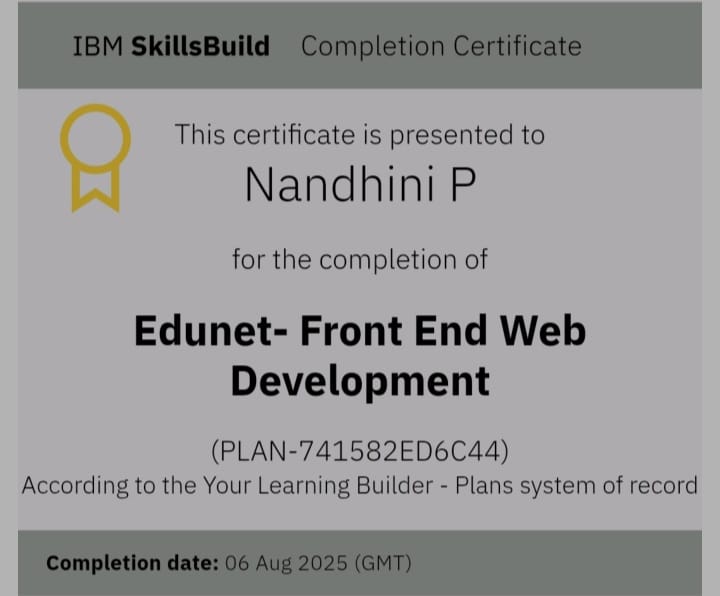 IBM SkillsBuild Completion Certificate
This certificate is presented to
Nandhini P
for the completion of
Edunet- Front End Web
Development
(PLAN-741582ED6C44)
According to the Your Learning Builder - Plans system of record
Completion date: 06 Aug 2025 (GMT)